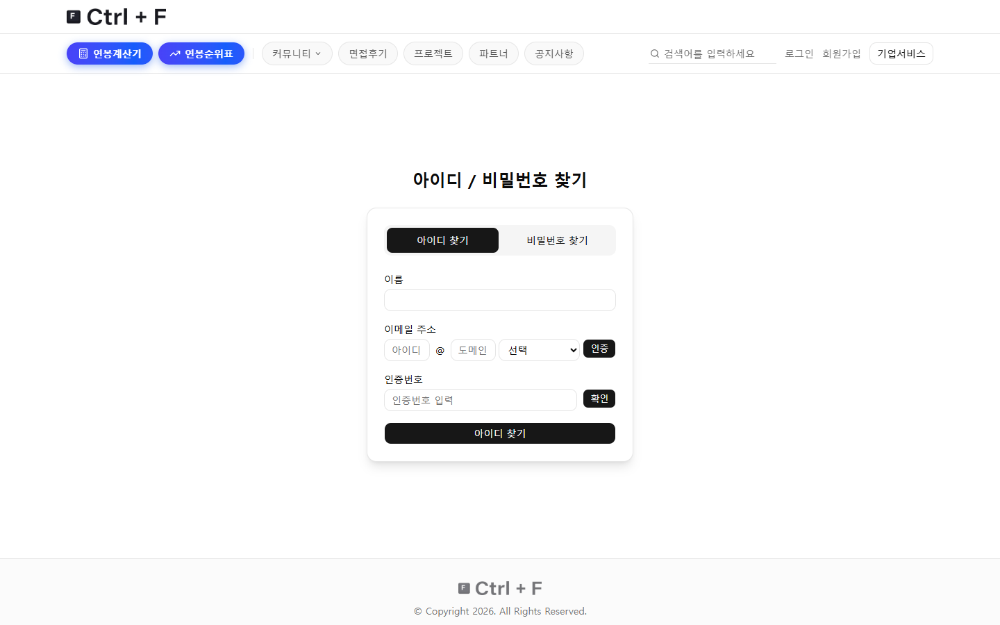 F Ctrl + F
연봉계산기 연봉순위표 커뮤니티 면접후기 프로젝트 파트너 공지사항 검색어를 입력하세요 로그인 회원가입 기업서비스
아이디 / 비밀번호 찾기
아이디 찾기 비밀번호 찾기
이름
이메일 주소
아이디 @ 도메인 선택 인증
인증번호
인증번호 입력 확인
아이디 찾기
F Ctrl + F
© Copyright 2026. All Rights Reserved.